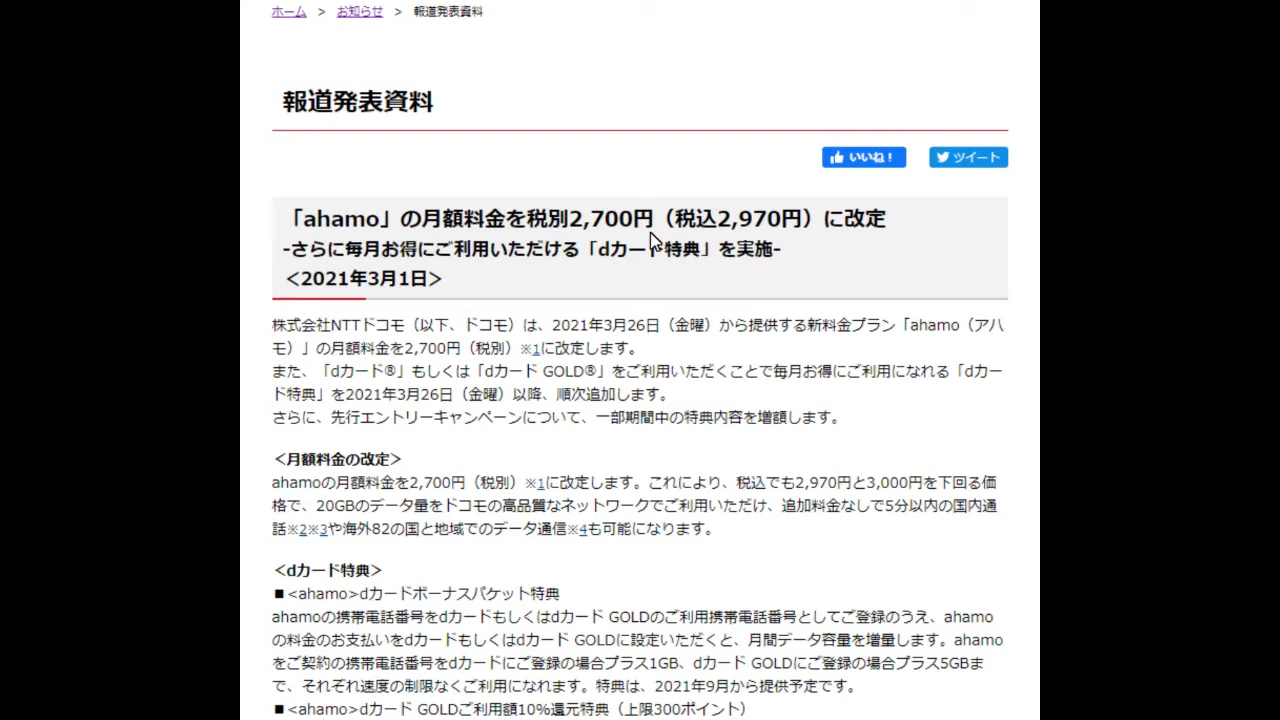 ホーム > お知らせ > 報道発表資料
報道発表資料
いいね！ ツイート
「ahamo」の月額料金を税別2,700円（税込2,970円）に改定
-さらに毎月お得にご利用いただける「dカード特典」を実施-
＜2021年3月1日＞
株式会社NTTドコモ（以下、ドコモ）は、2021年3月26日（金曜）から提供する新料金プラン「ahamo（アハ
モ）」の月額料金を2,700円（税別）※1に改定します。
また、「dカード®」もしくは「dカード GOLD®」をご利用いただくことで毎月お得にご利用になれる「dカー
ド特典」を2021年3月26日（金曜）以降、順次追加します。
さらに、先行エントリーキャンペーンについて、一部期間中の特典内容を増額します。
＜月額料金の改定＞
ahamoの月額料金を2,700円（税別）※1に改定します。これにより、税込でも2,970円と3,000円を下回る価
格で、20GBのデータ量をドコモの高品質なネットワークでご利用いただけ、追加料金なしで5分以内の国内通
話※2※3や海外82の国と地域でのデータ通信※4も可能になります。
＜dカード特典＞
■<ahamo>dカードボーナスパケット特典
ahamoの携帯電話番号をdカードもしくはdカード GOLDのご利用携帯電話番号としてご登録のうえ、ahamo
の料金のお支払いをdカードもしくはdカード GOLDに設定いただくと、月間データ容量を増量します。ahamo
をご契約の携帯電話番号をdカードにご登録の場合プラス1GB、dカード GOLDにご登録の場合プラス5GBま
で、それぞれ速度の制限なくご利用になれます。特典は、2021年9月から提供予定です。
■<ahamo>dカード GOLDご利用額10%還元特典（上限300ポイント）